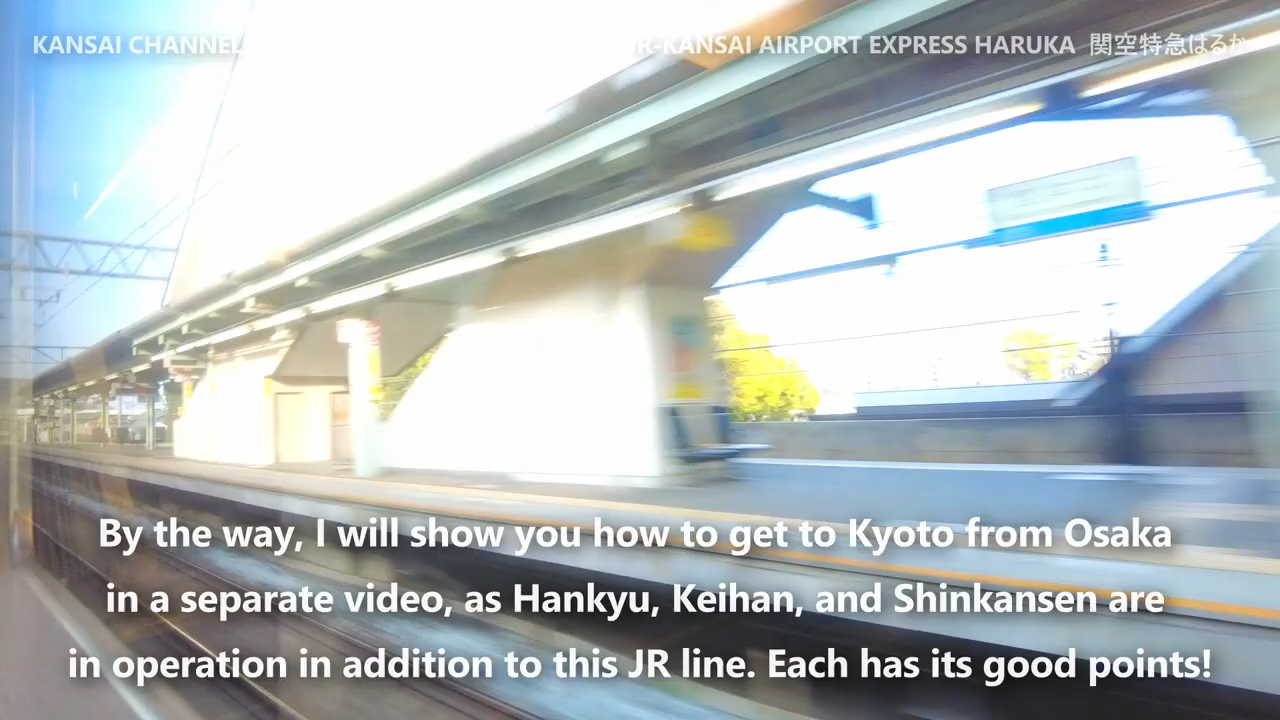 KANSAI CHANNEL
JR-KANSAI AIRPORT EXPRESS HARUKA 関空特急はるか
By the way, I will show you how to get to Kyoto from Osaka
in a separate video, as Hankyu, Keihan, and Shinkansen are
in operation in addition to this JR line. Each has its good points!